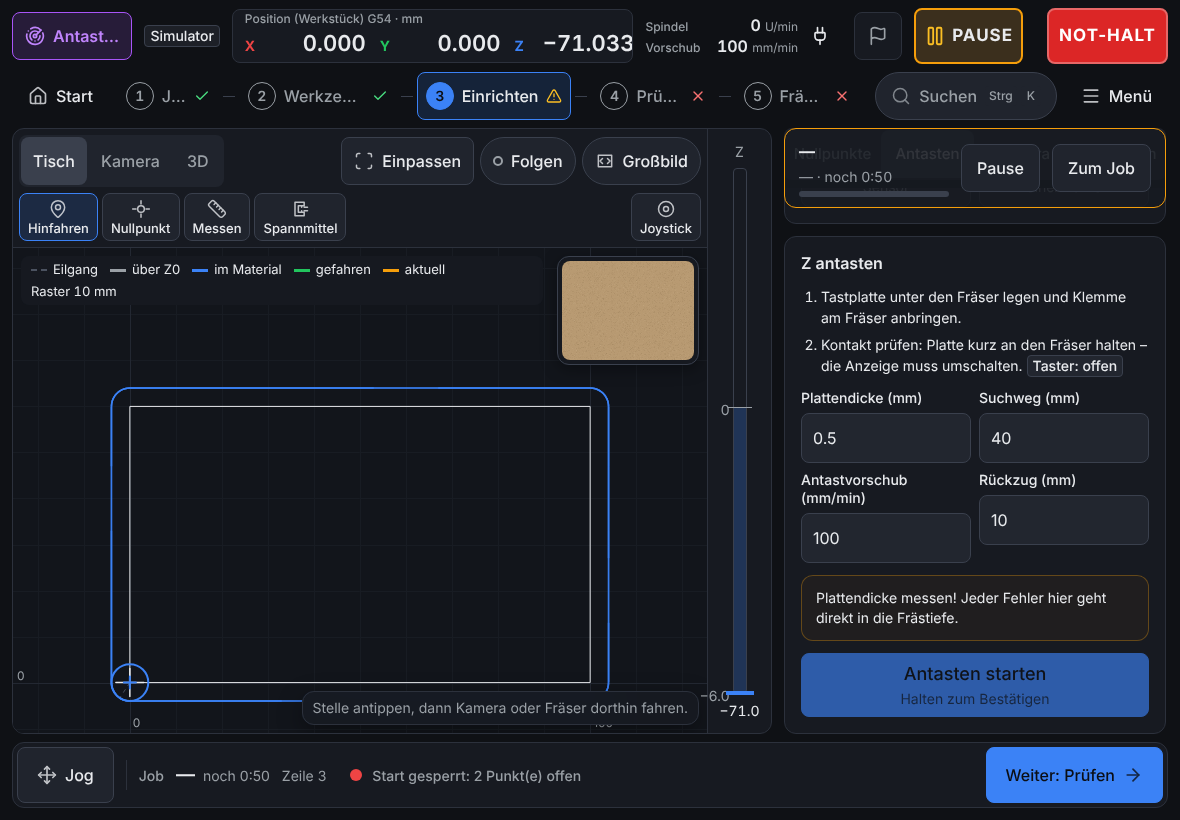 Antast...
Simulator
Position (Werkstück) G54 · mm
X 0.000 Y 0.000 Z −71.033
Spindel 0 U/min
Vorschub 100 mm/min
PAUSE
NOT-HALT
Start
1 J...
2 Werkze...
3 Einrichten
4 Prü...
5 Frä...
Suchen Strg K
Menü
Tisch Kamera 3D
Einpassen
Folgen
Großbild
Hinfahren
Nullpunkt
Messen
Spannmittel
Joystick
Eilgang über Z0 im Material gefahren aktuell
Raster 10 mm
0
0
Stelle antippen, dann Kamera oder Fräser dorthin fahren.
Z
0
−6.0
−71.0
Nullpunkte Antasten
— · noch 0:50
Pause
Zum Job
Z antasten
1. Tastplatte unter den Fräser legen und Klemme
am Fräser anbringen.
2. Kontakt prüfen: Platte kurz an den Fräser halten –
die Anzeige muss umschalten. Taster: offen
Plattendicke (mm) Suchweg (mm)
0.5 40
Antastvorschub
(mm/min)
Rückzug (mm)
100
10
Plattendicke messen! Jeder Fehler hier geht
direkt in die Frästiefe.
Antasten starten
Halten zum Bestätigen
Jog
Job — noch 0:50 Zeile 3
Start gesperrt: 2 Punkt(e) offen
Weiter: Prüfen